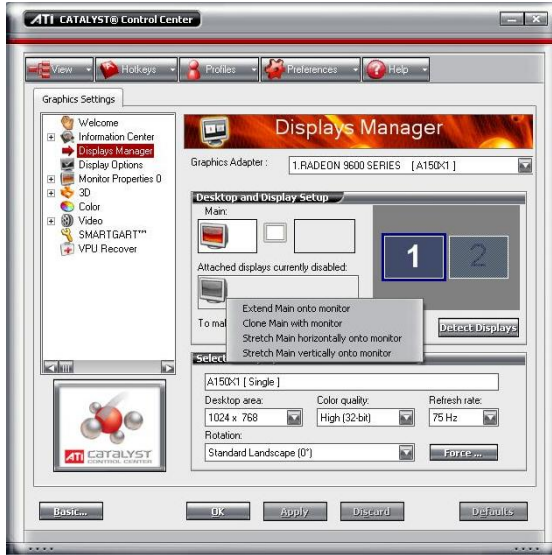 ATI CATALYST® Control Center
View Hotkeys Profiles Preferences Help
Graphics Settings
Welcome
Information Center
Displays Manager
Display Options
Monitor Properties 0
3D
Color
Video
SMARTGART™
VPU Recover
Displays Manager
Graphics Adapter :
1.RADEON 9600 SERIES [ A150X1 ]
Desktop and Display Setup
Main:
1 2
Attached displays currently disabled:
Extend Main onto monitor
Clone Main with monitor
Stretch Main horizontally onto monitor
Stretch Main vertically onto monitor
To
Detect Displays
A150X1 [ Single ]
Desktop area: Color quality: Refresh rate:
1024 x 768 High (32-bit) 75 Hz
Rotation:
Standard Landscape (0°) Force ...
ATI CATALYST
CONTROL CENTER
Basic... OK Apply Discard Defaults